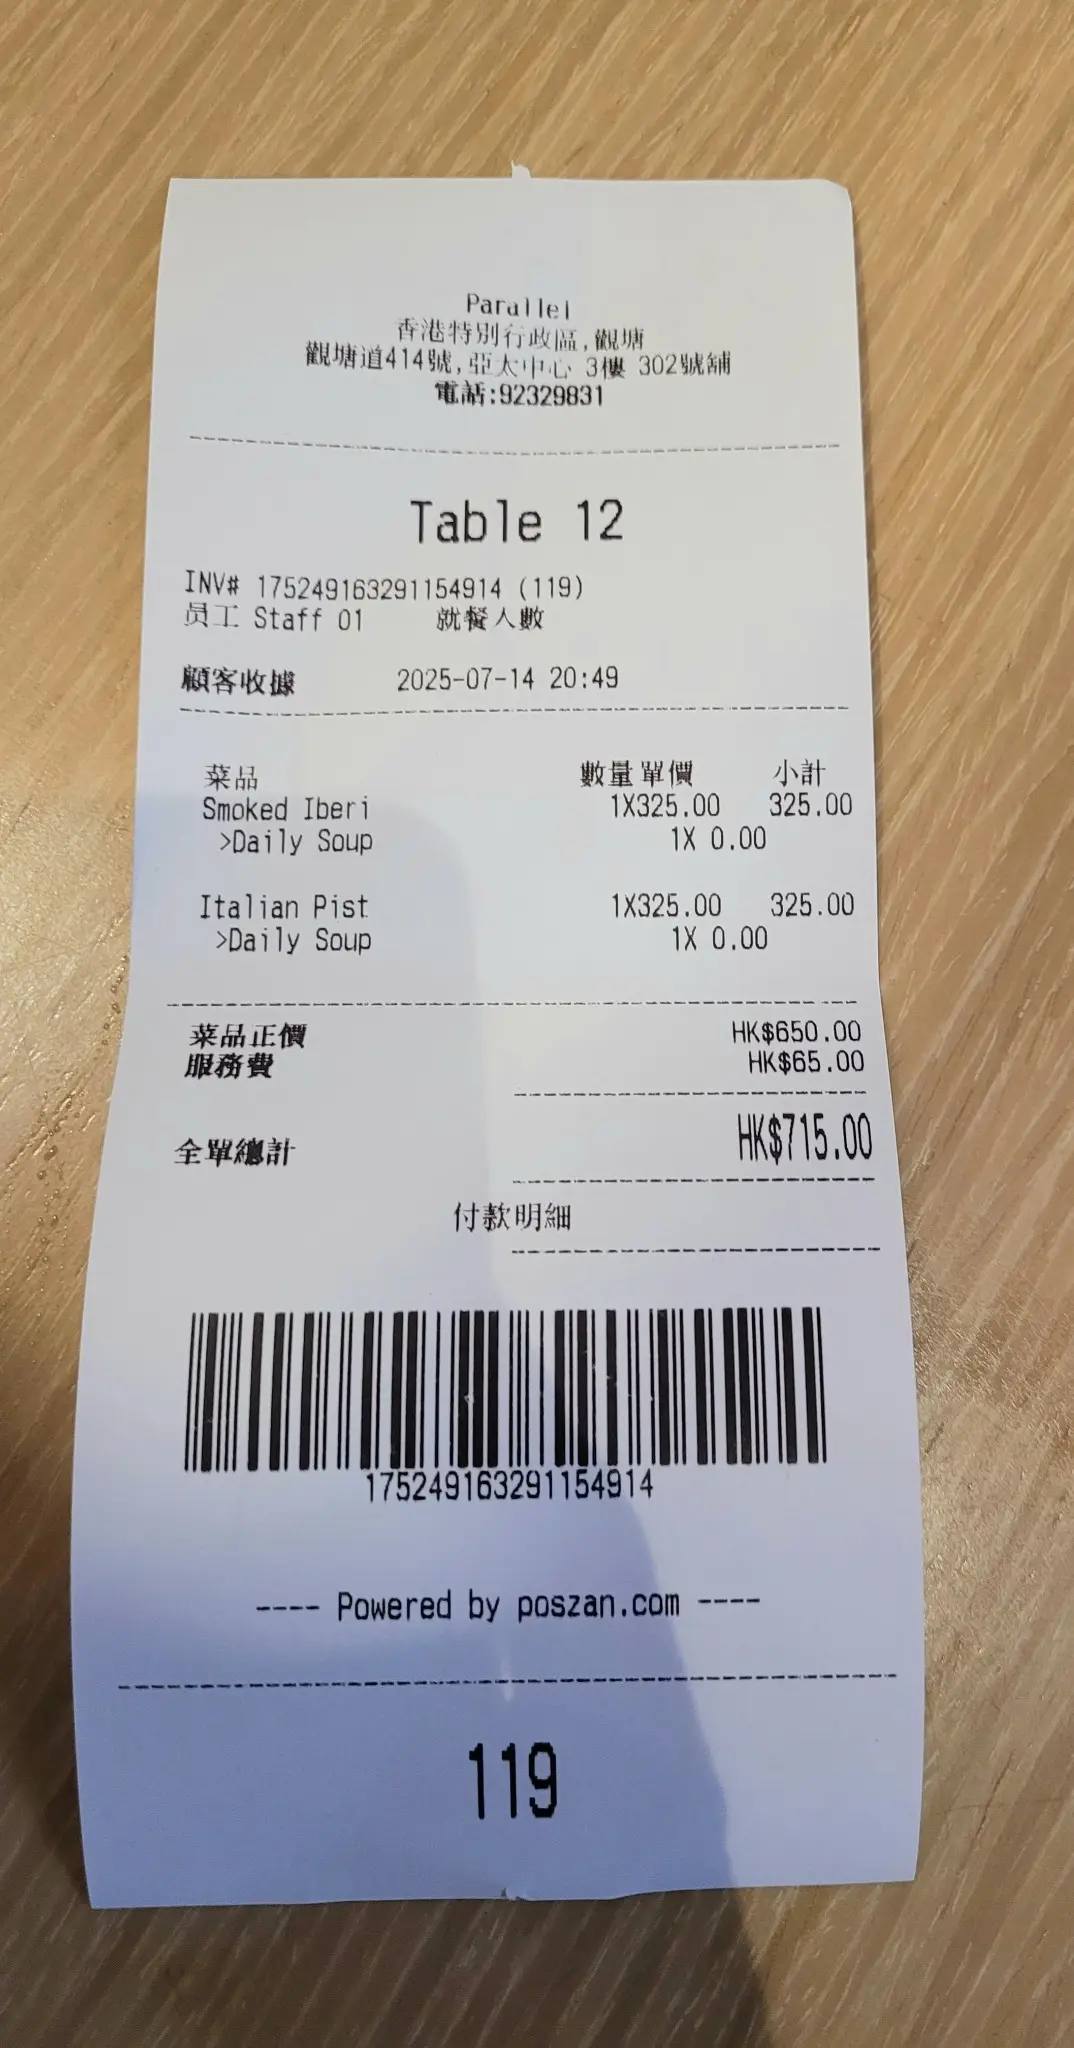 Parallel
香港特別行政區,觀塘
觀塘道414號,亞太中心 3樓 302號舖
電話:92329831
Table 12
INV# 175249163291154914 (119)
员工 Staff 01 就餐人數
顧客收據 2025-07-14 20:49
菜品 數量單價 小計
Smoked Iberi 1X325.00 325.00
>Daily Soup 1X 0.00
Italian Pist 1X325.00 325.00
>Daily Soup 1X 0.00
菜品正價 HK$650.00
服務費 HK$65.00
全單總計 HK$715.00
付款明細
175249163291154914
---- Powered by poszan.com ----
119